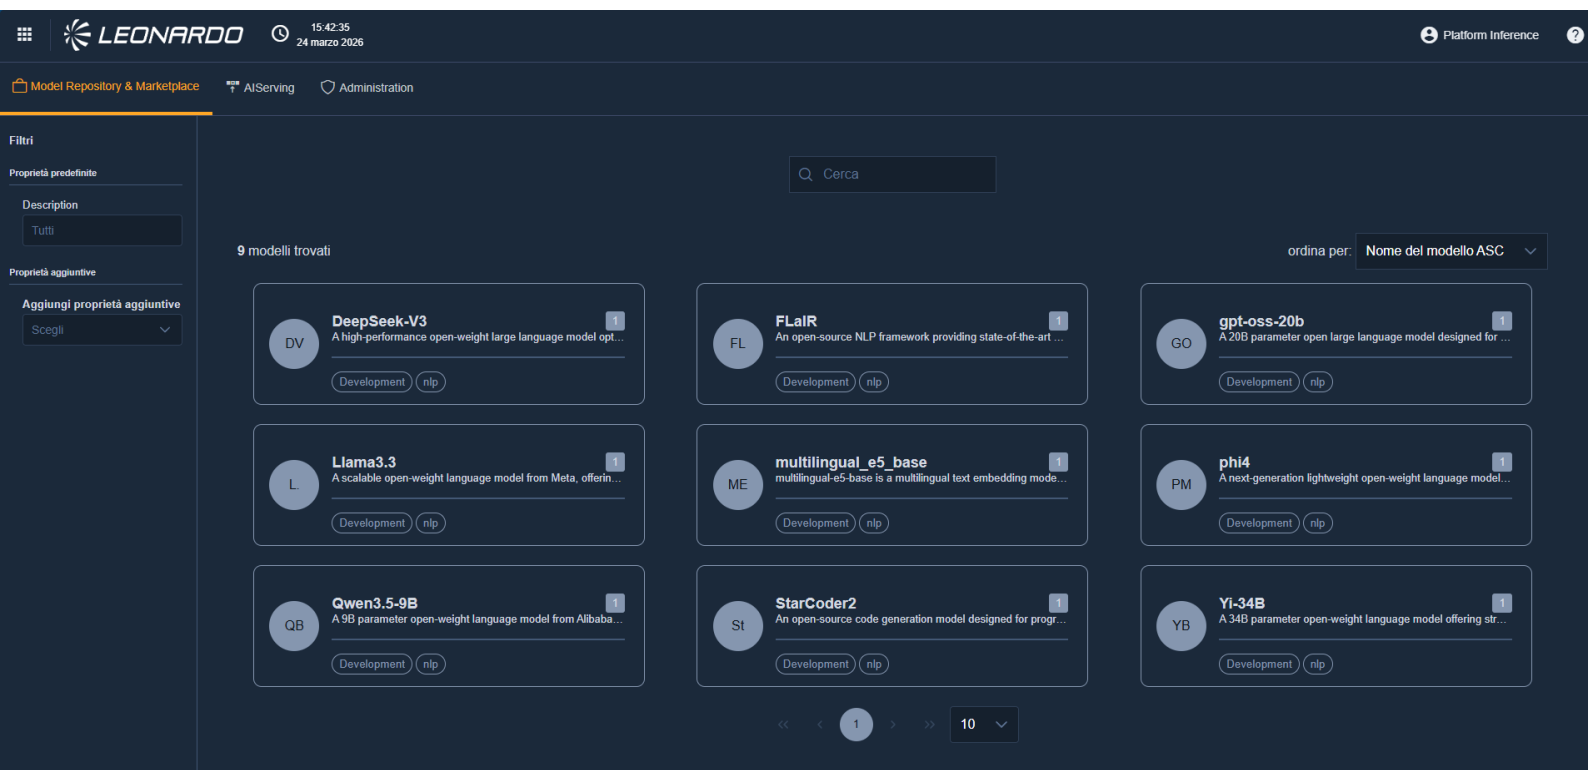 LEONARDO
15:42:35
24 marzo 2026
Platform Inference
?
Model Repository & Marketplace
AIServing
Administration
Filtri
Proprietà predefinite
Description
Tutti
Proprietà aggiuntive
Aggiungi proprietà aggiuntive
Scegli
Cerca
9 modelli trovati
ordina per: Nome del modello ASC
DV
DeepSeek-V3
1
A high-performance open-weight large language model opt...
Development nlp
FL
FLaIR
1
An open-source NLP framework providing state-of-the-art ...
Development nlp
GO
gpt-oss-20b
1
A 20B parameter open large language model designed for ...
Development nlp
L.
Llama3.3
1
A scalable open-weight language model from Meta, offerin...
Development nlp
ME
multilingual_e5_base
1
multilingual-e5-base is a multilingual text embedding mode...
Development nlp
PM
phi4
1
A next-generation lightweight open-weight language model...
Development nlp
QB
Qwen3.5-9B
1
A 9B parameter open-weight language model from Alibaba...
Development nlp
St
StarCoder2
1
An open-source code generation model designed for progr...
Development nlp
YB
Yi-34B
1
A 34B parameter open-weight language model offering str...
Development nlp
« ‹ 1 › » 10